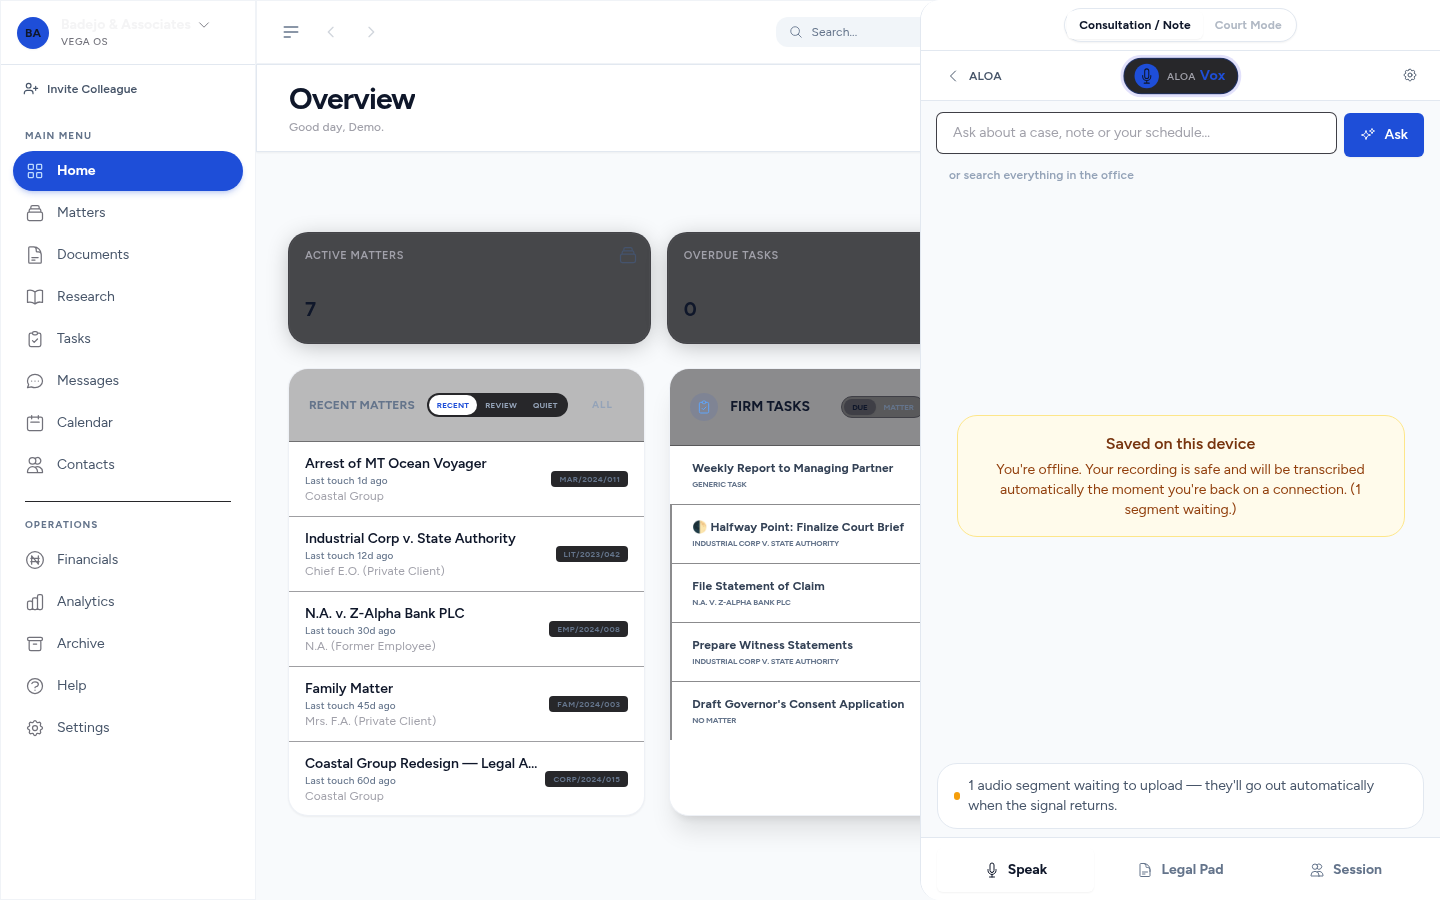 BA
Badejo & Associates
VEGA OS
Invite Colleague
MAIN MENU
Home
Matters
Documents
Research
Tasks
Messages
Calendar
Contacts
OPERATIONS
Financials
Analytics
Archive
Help
Settings
Search...
Overview
Good day, Demo.
ACTIVE MATTERS
7
OVERDUE TASKS
0
RECENT MATTERS
RECENT
REVIEW
QUIET
ALL
Arrest of MT Ocean Voyager
Last touch 1d ago
Coastal Group
MAR/2024/011
Industrial Corp v. State Authority
Last touch 12d ago
Chief E.O. (Private Client)
LIT/2023/042
N.A. v. Z-Alpha Bank PLC
Last touch 30d ago
N.A. (Former Employee)
EMP/2024/008
Family Matter
Last touch 45d ago
Mrs. F.A. (Private Client)
FAM/2024/003
Coastal Group Redesign — Legal A...
Last touch 60d ago
Coastal Group
CORP/2024/015
FIRM TASKS
DUE
MATTER
Weekly Report to Managing Partner
GENERIC TASK
🌓 Halfway Point: Finalize Court Brief
INDUSTRIAL CORP V. STATE AUTHORITY
File Statement of Claim
N.A. V. Z-ALPHA BANK PLC
Prepare Witness Statements
INDUSTRIAL CORP V. STATE AUTHORITY
Draft Governor's Consent Application
NO MATTER
Consultation / Note
Court Mode
ALOA
ALOA Vox
Ask about a case, note or your schedule...
Ask
or search everything in the office
Saved on this device
You're offline. Your recording is safe and will be transcribed
automatically the moment you're back on a connection. (1
segment waiting.)
1 audio segment waiting to upload — they'll go out automatically
when the signal returns.
Speak
Legal Pad
Session